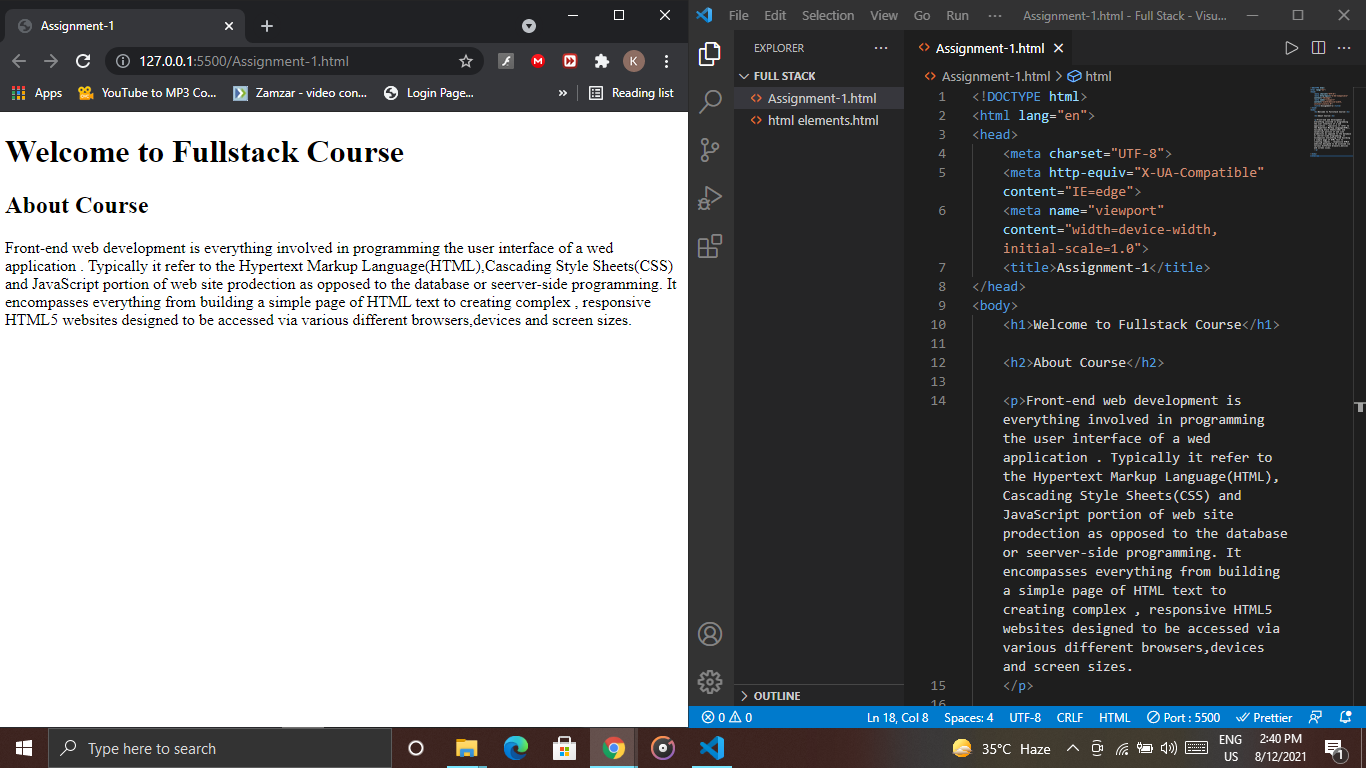 Assignment-1
127.0.0.1:5500/Assignment-1.html
K
Apps
YouTube to MP3 Co...
Zamzar - video con...
Login Page...
»
Reading list
Welcome to Fullstack Course
About Course
Front-end web development is everything involved in programming the user interface of a wed
application . Typically it refer to the Hypertext Markup Language(HTML),Cascading Style Sheets(CSS)
and JavaScript portion of web site prodection as opposed to the database or seerver-side programming. It
encompasses everything from building a simple page of HTML text to creating complex , responsive
HTML5 websites designed to be accessed via various different browsers,devices and screen sizes.
File Edit Selection View Go Run ··· Assignment-1.html - Full Stack - Visu...
EXPLORER ···
FULL STACK
Assignment-1.html
html elements.html
OUTLINE
Assignment-1.html
Assignment-1.html > html
1 <!DOCTYPE html>
2 <html lang="en">
3 <head>
4 <meta charset="UTF-8">
5 <meta http-equiv="X-UA-Compatible"
content="IE=edge">
6 <meta name="viewport"
content="width=device-width,
initial-scale=1.0">
7 <title>Assignment-1</title>
8 </head>
9 <body>
10 <h1>Welcome to Fullstack Course</h1>
11
12 <h2>About Course</h2>
13
14 <p>Front-end web development is
everything involved in programming
the user interface of a wed
application . Typically it refer to
the Hypertext Markup Language(HTML),
Cascading Style Sheets(CSS) and
JavaScript portion of web site
prodection as opposed to the database
or seerver-side programming. It
encompasses everything from building
a simple page of HTML text to
creating complex , responsive HTML5
websites designed to be accessed via
various different browsers,devices
and screen sizes.
15 </p>
16
0 0 Ln 18, Col 8 Spaces: 4 UTF-8 CRLF HTML Port : 5500 Prettier
Type here to search
35°C Haze
ENG
US
2:40 PM
8/12/2021
1